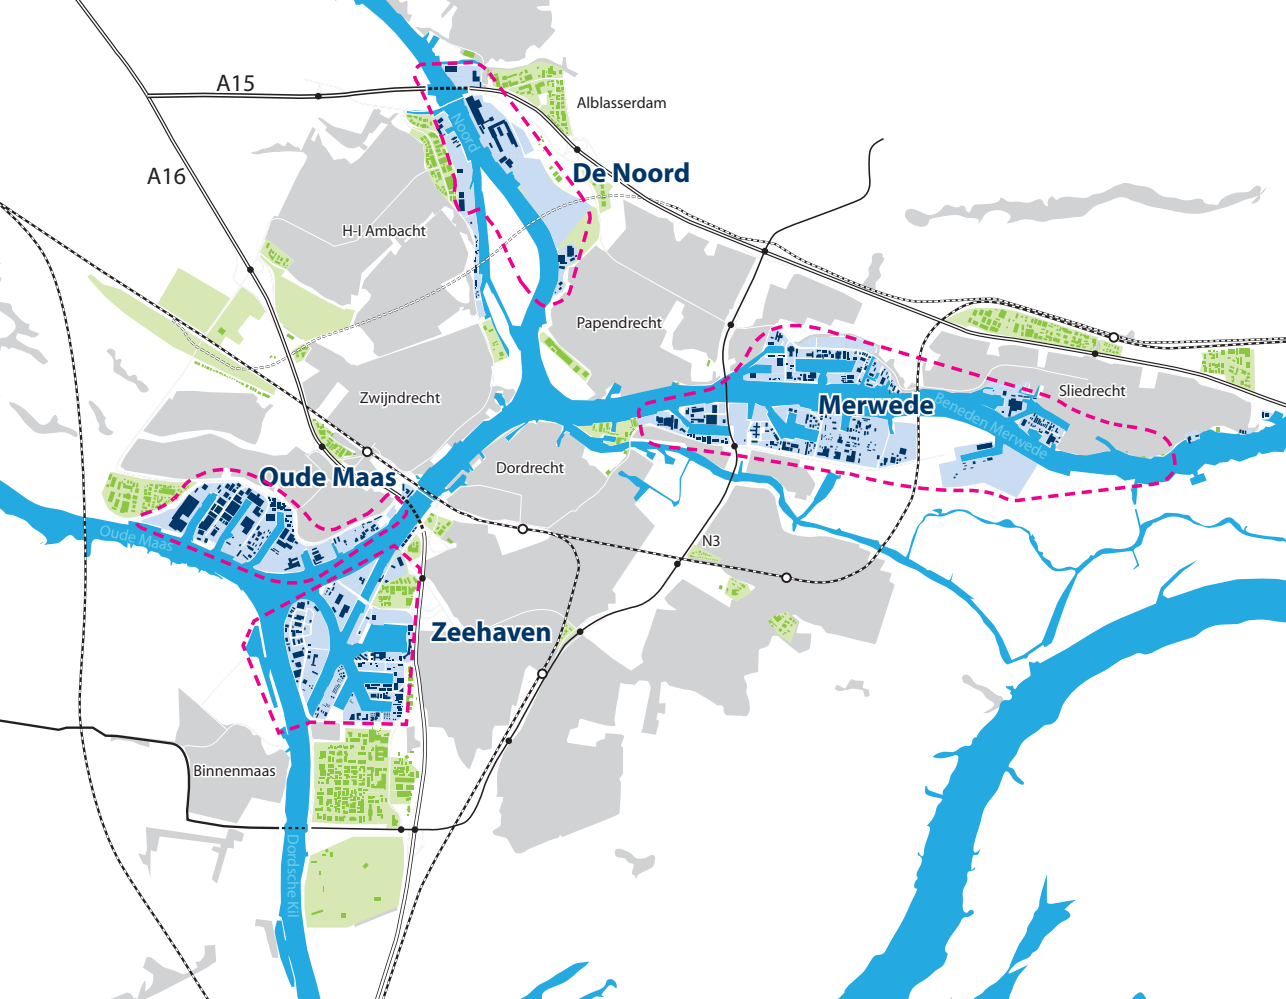 A15
Alblasserdam
Noord
De Noord
A16
H-I Ambacht
Papendrecht
Zwijndrecht
Sliedrecht
Merwede
Beneden Merwede
Dordrecht
Oude Maas
Oude Maas
N3
Zeehaven
Binnenmaas
Dordsche Kil